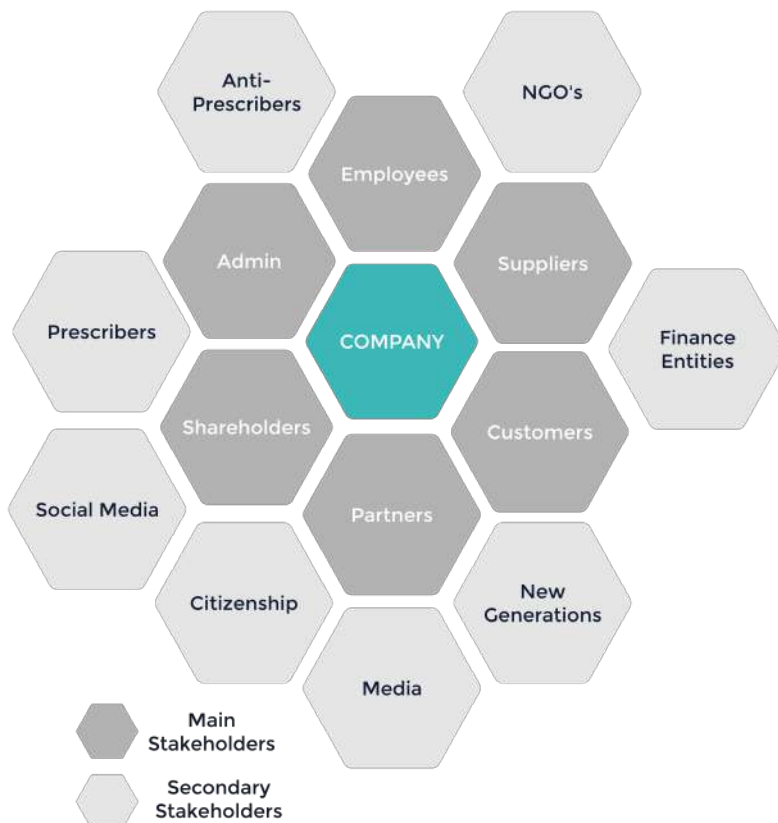 Anti-
Prescribers
NGO's
Employees
Admin
Suppliers
Prescribers
COMPANY
Finance
Entities
Shareholders
Customers
Social Media
Partners
Citizenship
New
Generations
Media
Main
Stakeholders
Secondary
Stakeholders